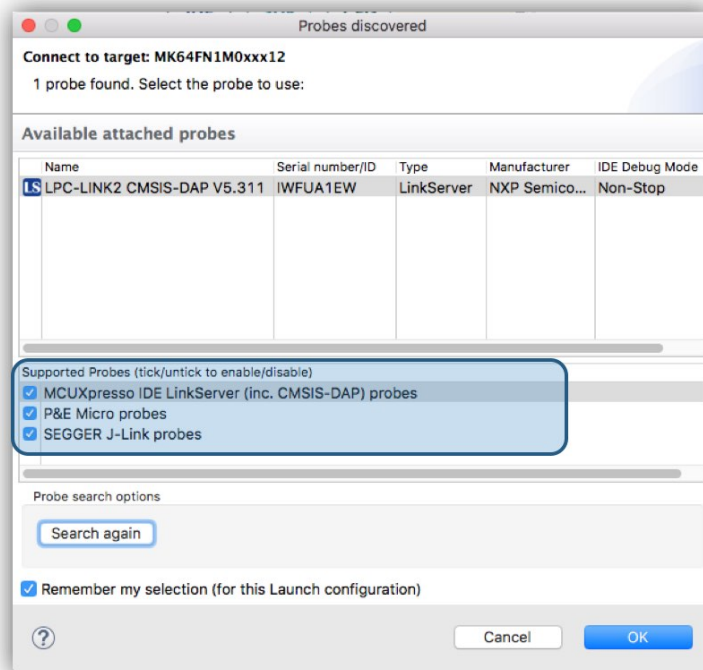 Probes discovered
Connect to target: MK64FN1M0xxx12
1 probe found. Select the probe to use:
Available attached probes
Name Serial number/ID Type Manufacturer IDE Debug Mode
LS LPC-LINK2 CMSIS-DAP V5.311 IWFUA1EW LinkServer NXP Semico... Non-Stop
Supported Probes (tick/untick to enable/disable)
MCUXpresso IDE LinkServer (inc. CMSIS-DAP) probes
P&E Micro probes
SEGGER J-Link probes
Probe search options
Search again
Remember my selection (for this Launch configuration)
? Cancel OK